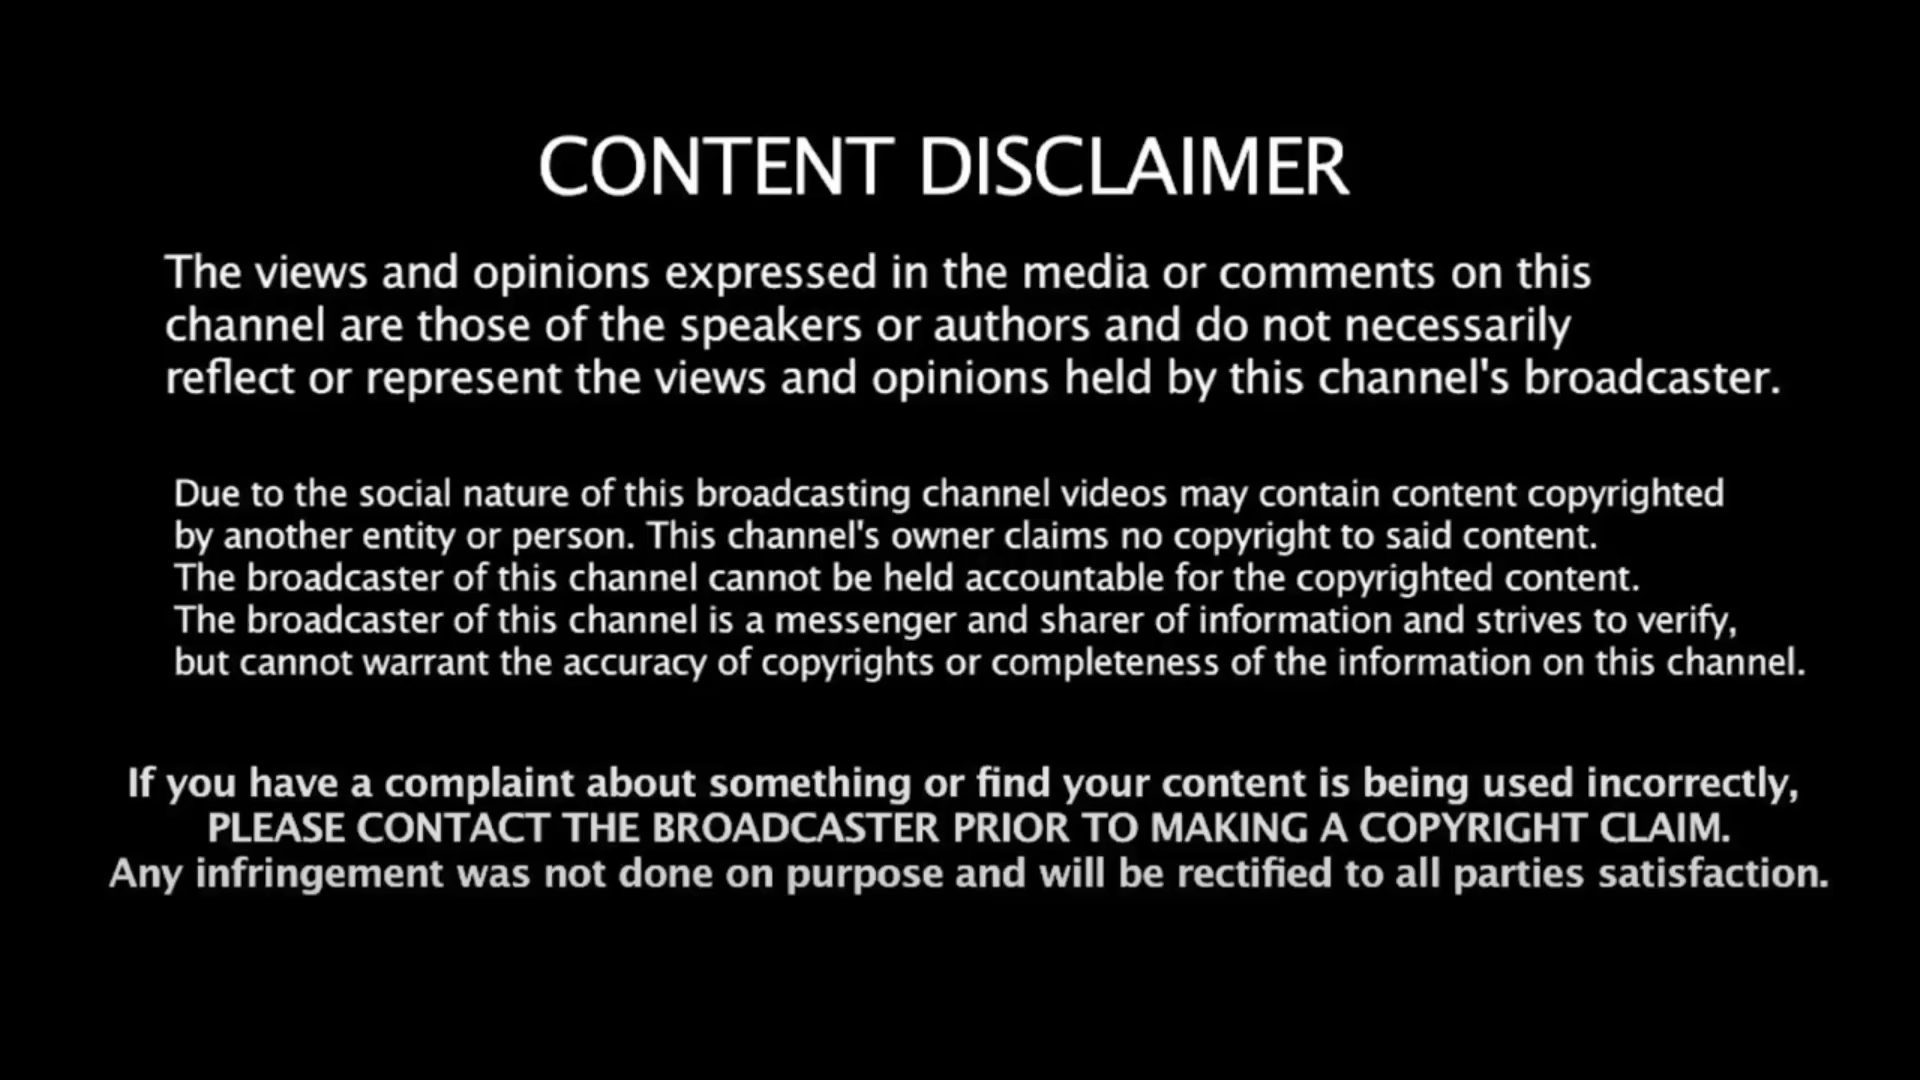 CONTENT DISCLAIMER
The views and opinions expressed in the media or comments on this
channel are those of the speakers or authors and do not necessarily
reflect or represent the views and opinions held by this channel's broadcaster.
Due to the social nature of this broadcasting channel videos may contain content copyrighted
by another entity or person. This channel's owner claims no copyright to said content.
The broadcaster of this channel cannot be held accountable for the copyrighted content.
The broadcaster of this channel is a messenger and sharer of information and strives to verify,
but cannot warrant the accuracy of copyrights or completeness of the information on this channel.
If you have a complaint about something or find your content is being used incorrectly,
PLEASE CONTACT THE BROADCASTER PRIOR TO MAKING A COPYRIGHT CLAIM.
Any infringement was not done on purpose and will be rectified to all parties satisfaction.